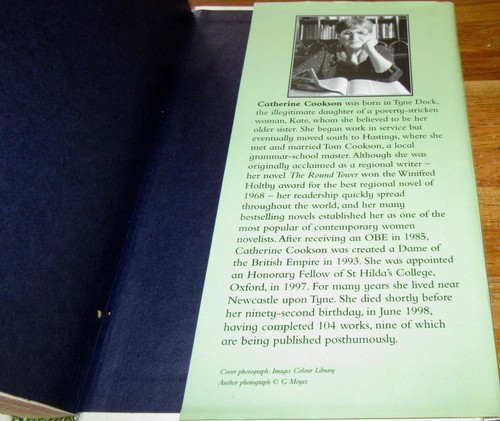 Catherine Cookson was born in Tyne Dock,
the illegitimate daughter of a poverty-stricken
woman, Kate, whom she believed to be her
older sister. She began work in service but
eventually moved south to Hastings, where she
met and married Tom Cookson, a local
grammar-school master. Although she was
originally acclaimed as a regional writer –
her novel The Round Tower won the Winifred
Holtby award for the best regional novel of
1968 – her readership quickly spread
throughout the world, and her many
bestselling novels established her as one of the
most popular of contemporary women
novelists. After receiving an OBE in 1985,
Catherine Cookson was created a Dame of
the British Empire in 1993. She was appointed
an Honorary Fellow of St Hilda's College,
Oxford, in 1997. For many years she lived near
Newcastle upon Tyne. She died shortly before
her ninety-second birthday, in June 1998,
having completed 104 works, nine of which
are being published posthumously.
Cover photograph: Images Colour Library
Author photograph © G Moyes